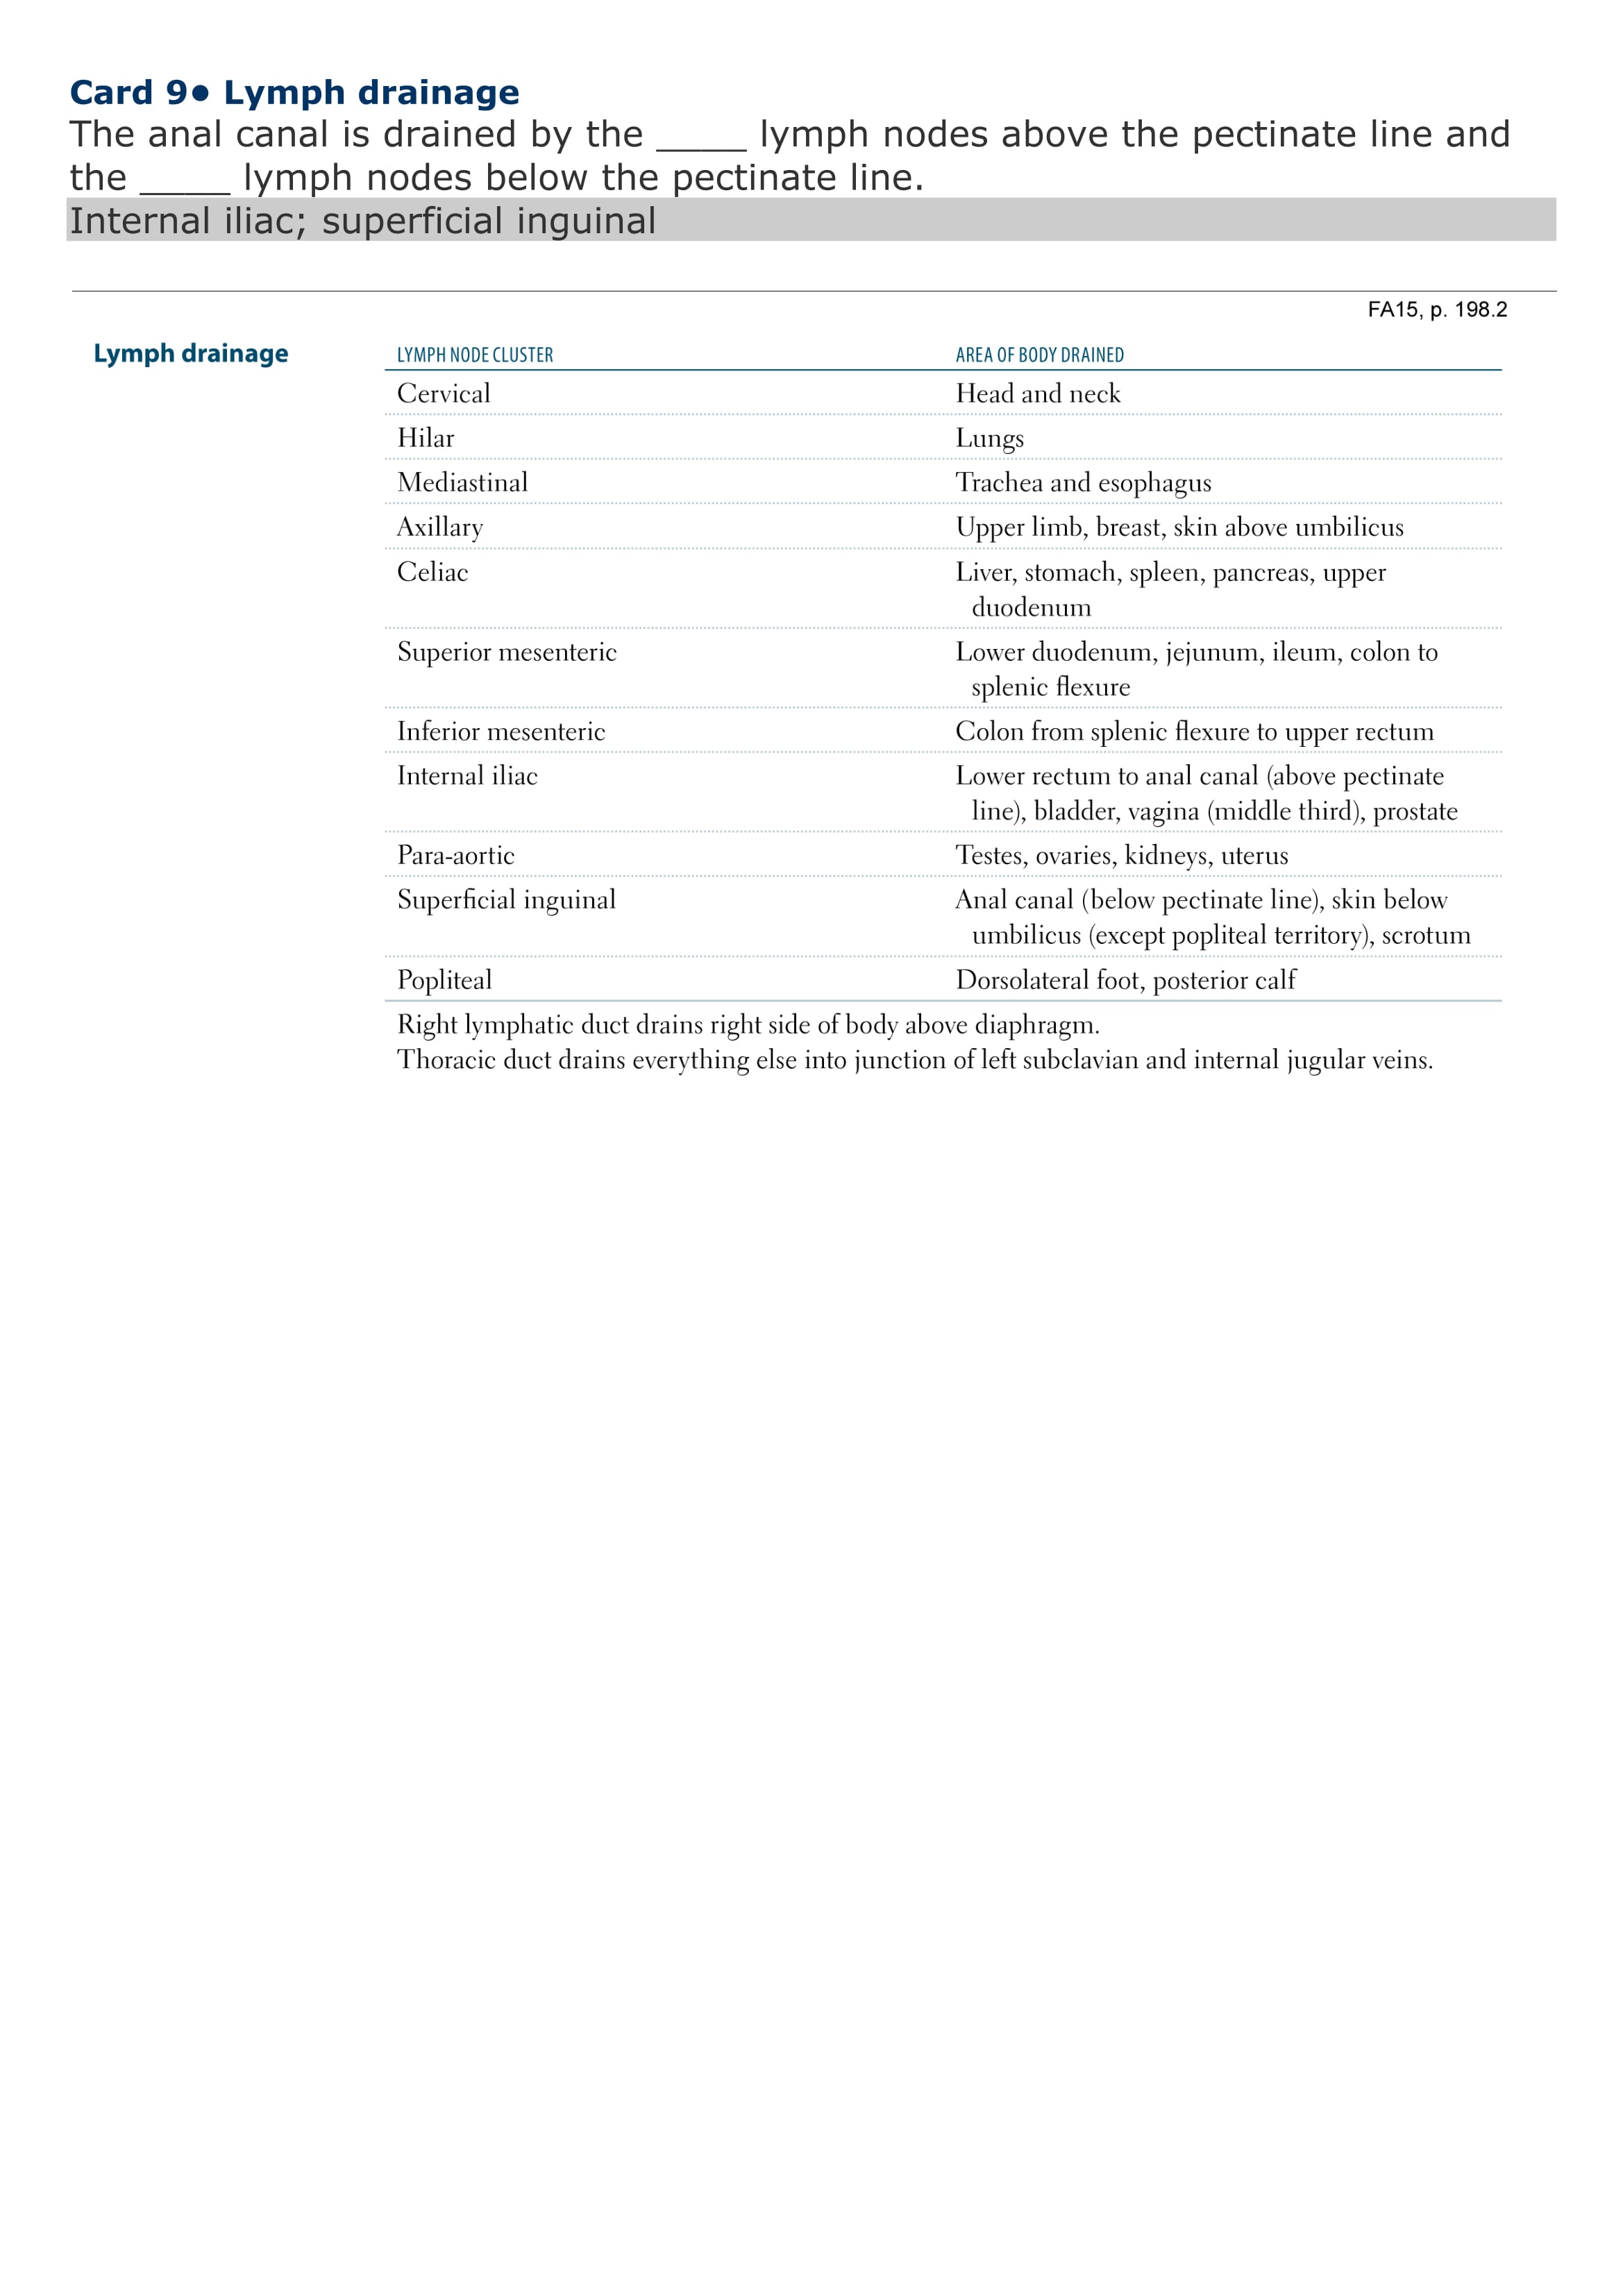 Card 9• Lymph drainage
The anal canal is drained by the _____ lymph nodes above the pectinate line and
the _____ lymph nodes below the pectinate line.
Internal iliac; superficial inguinal
FA15, p. 198.2
Lymph drainage LYMPH NODE CLUSTER AREA OF BODY DRAINED
Cervical Head and neck
Hilar Lungs
Mediastinal Trachea and esophagus
Axillary Upper limb, breast, skin above umbilicus
Celiac Liver, stomach, spleen, pancreas, upper
duodenum
Superior mesenteric Lower duodenum, jejunum, ileum, colon to
splenic flexure
Inferior mesenteric Colon from splenic flexure to upper rectum
Internal iliac Lower rectum to anal canal (above pectinate
line), bladder, vagina (middle third), prostate
Para-aortic Testes, ovaries, kidneys, uterus
Superficial inguinal Anal canal (below pectinate line), skin below
umbilicus (except popliteal territory), scrotum
Popliteal Dorsolateral foot, posterior calf
Right lymphatic duct drains right side of body above diaphragm.
Thoracic duct drains everything else into junction of left subclavian and internal jugular veins.